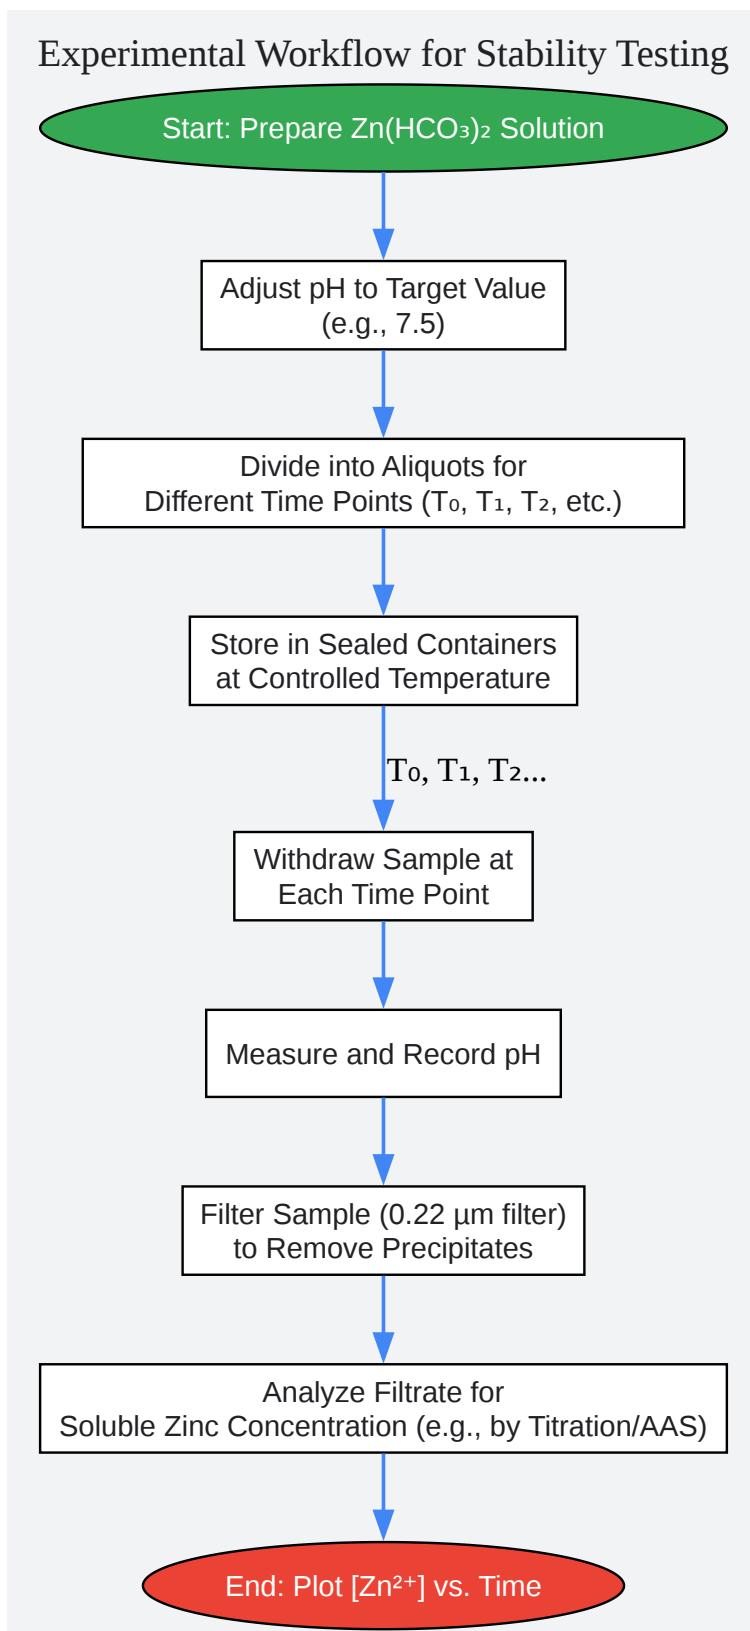 Experimental Workflow for Stability Testing
Start: Prepare Zn(HCO₃)₂ Solution
Adjust pH to Target Value
(e.g., 7.5)
Divide into Aliquots for
Different Time Points (T₀, T₁, T₂, etc.)
Store in Sealed Containers
at Controlled Temperature
T₀, T₁, T₂...
Withdraw Sample at
Each Time Point
Measure and Record pH
Filter Sample (0.22 µm filter)
to Remove Precipitates
Analyze Filtrate for
Soluble Zinc Concentration (e.g., by Titration/AAS)
End: Plot [Zn²⁺] vs. Time